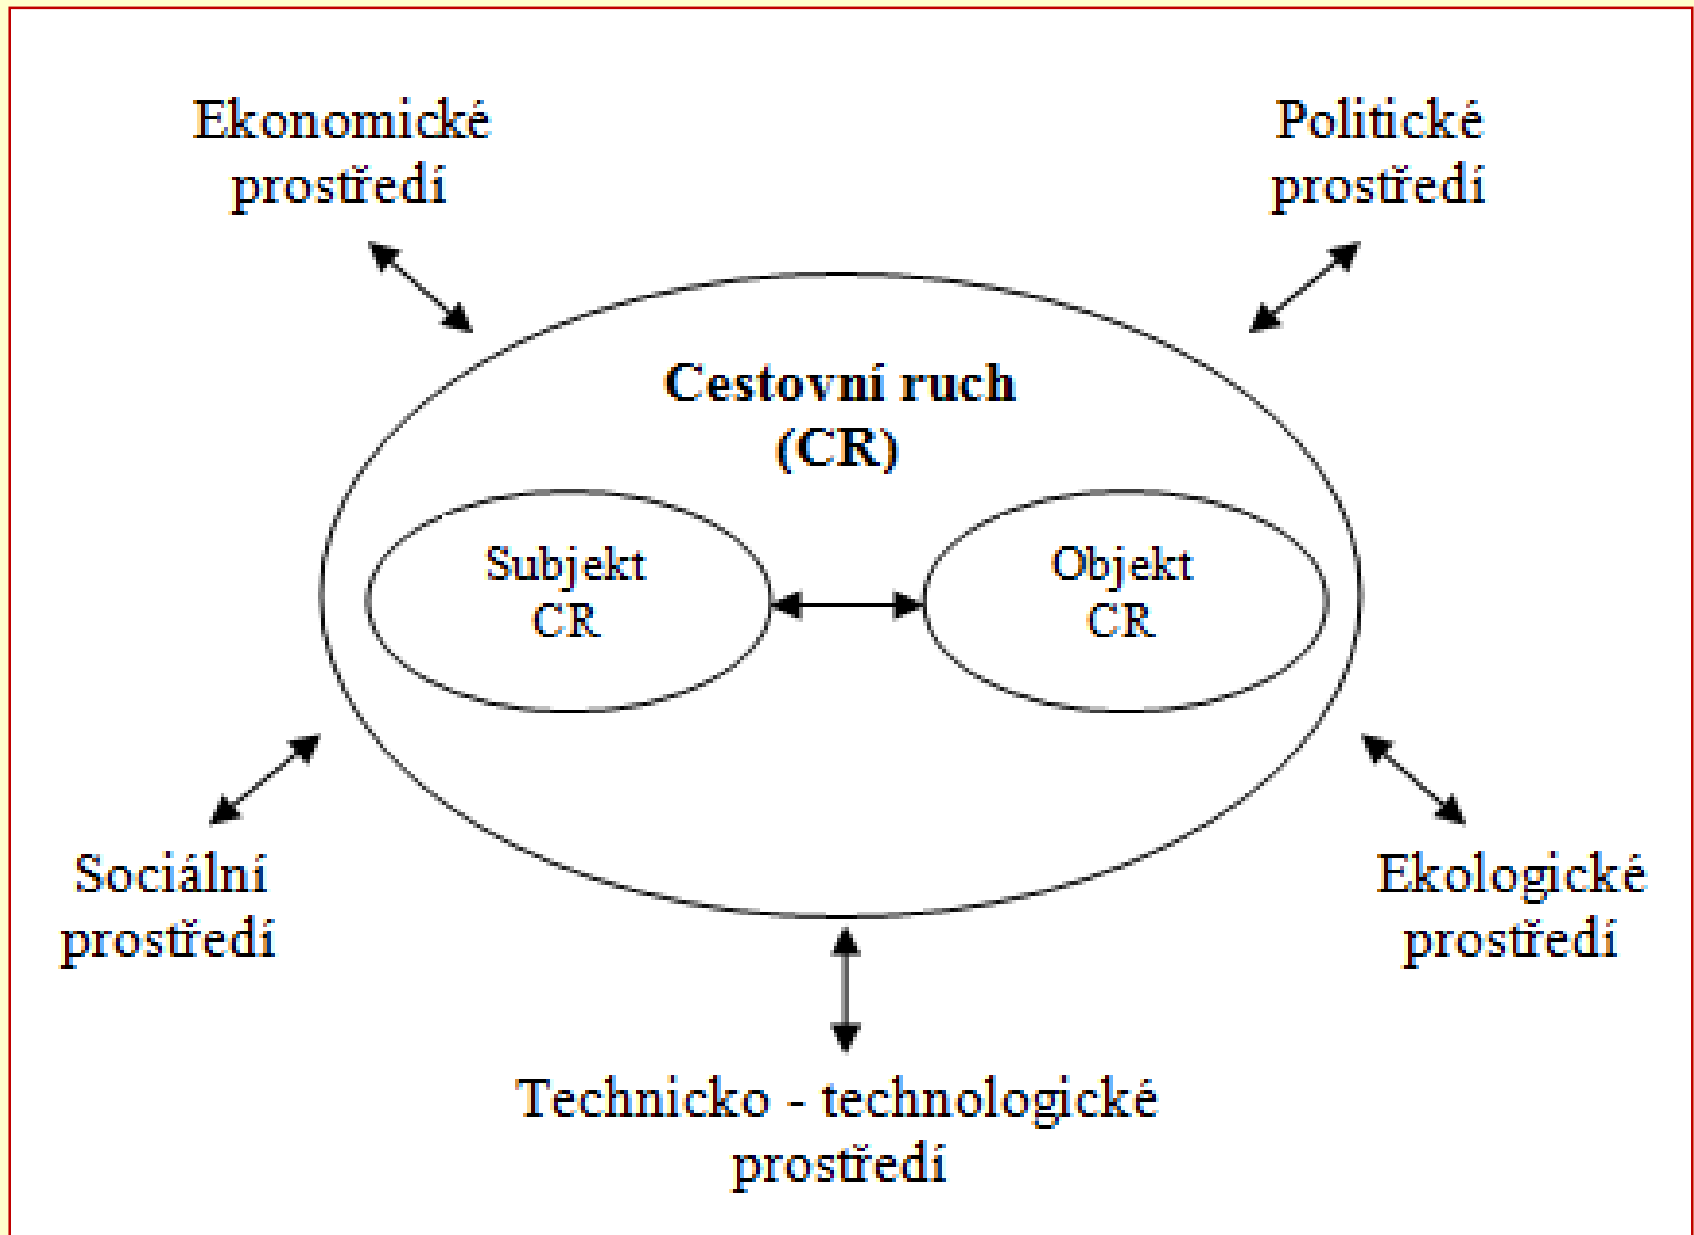 Ekonomické
prostředí
Politické
prostředí
Cestovní ruch
(CR)
Subjekt
CR
Objekt
CR
Sociální
prostředí
Ekologické
prostředí
Technicko - technologické
prostředí